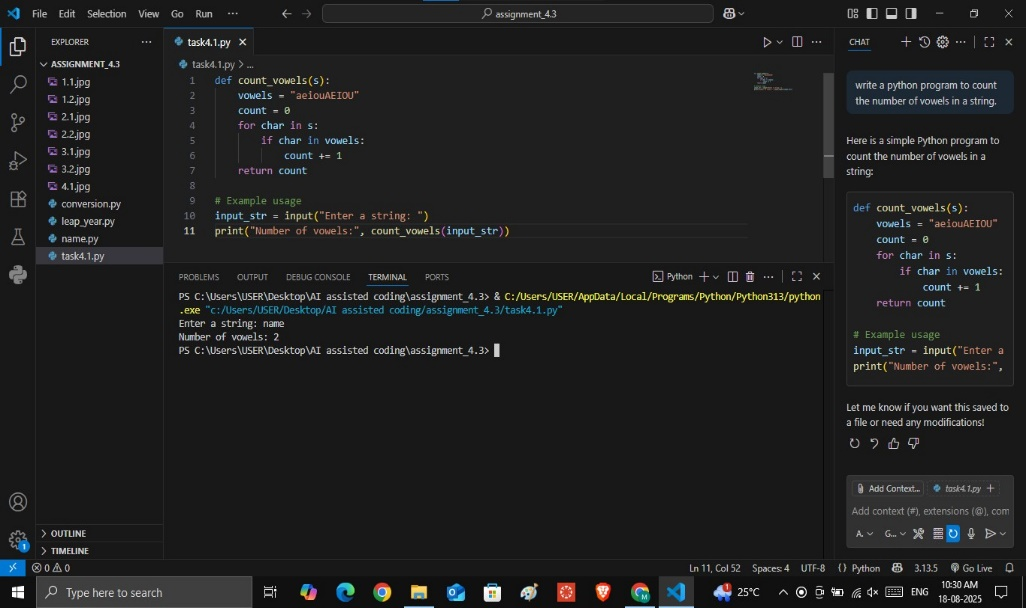 File Edit Selection View Go Run ··· assignment_4.3
EXPLORER ···
ASSIGNMENT_4.3
1.1.jpg
1.2.jpg
2.1.jpg
2.2.jpg
3.1.jpg
3.2.jpg
4.1.jpg
conversion.py
leap_year.py
name.py
task4.1.py
OUTLINE
TIMELINE
task4.1.py
task4.1.py > ...
1 def count_vowels(s):
2 vowels = "aeiouAEIOU"
3 count = 0
4 for char in s:
5 if char in vowels:
6 count += 1
7 return count
8
9 # Example usage
10 input_str = input("Enter a string: ")
11 print("Number of vowels:", count_vowels(input_str))
PROBLEMS OUTPUT DEBUG CONSOLE TERMINAL PORTS Python
PS C:\Users\USER\Desktop\AI assisted coding\assignment_4.3> & C:/Users/USER/AppData/Local/Programs/Python/Python313/python
.exe "c:/Users/USER/Desktop/AI assisted coding/assignment_4.3/task4.1.py"
Enter a string: name
Number of vowels: 2
PS C:\Users\USER\Desktop\AI assisted coding\assignment_4.3>
CHAT
write a python program to count
the number of vowels in a string.
Here is a simple Python program to
count the number of vowels in a
string:
def count_vowels(s):
vowels = "aeiouAEIOU"
count = 0
for char in s:
if char in vowels:
count += 1
return count
# Example usage
input_str = input("Enter a
print("Number of vowels:",
Let me know if you want this saved to
a file or need any modifications!
Add Context... task4.1.py +
Add context (#), extensions (@), com
A. G...
0 0 Ln 11, Col 52 Spaces: 4 UTF-8 {} Python 3.13.5 Go Live
Type here to search 25°C ENG 10:30 AM
18-08-2025